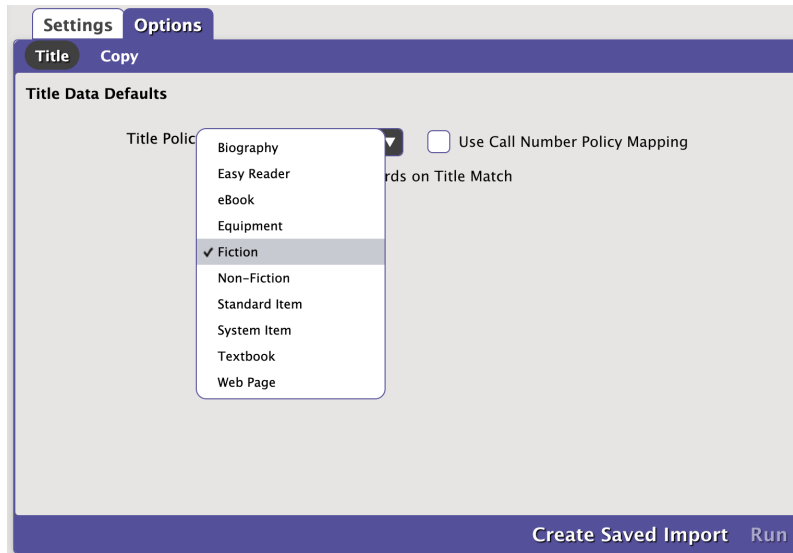 Settings Options
Title Copy
Title Data Defaults
Title Polic
Use Call Number Policy Mapping
rds on Title Match
Biography
Easy Reader
eBook
Equipment
Fiction
Non-Fiction
Standard Item
System Item
Textbook
Web Page
Create Saved Import Run